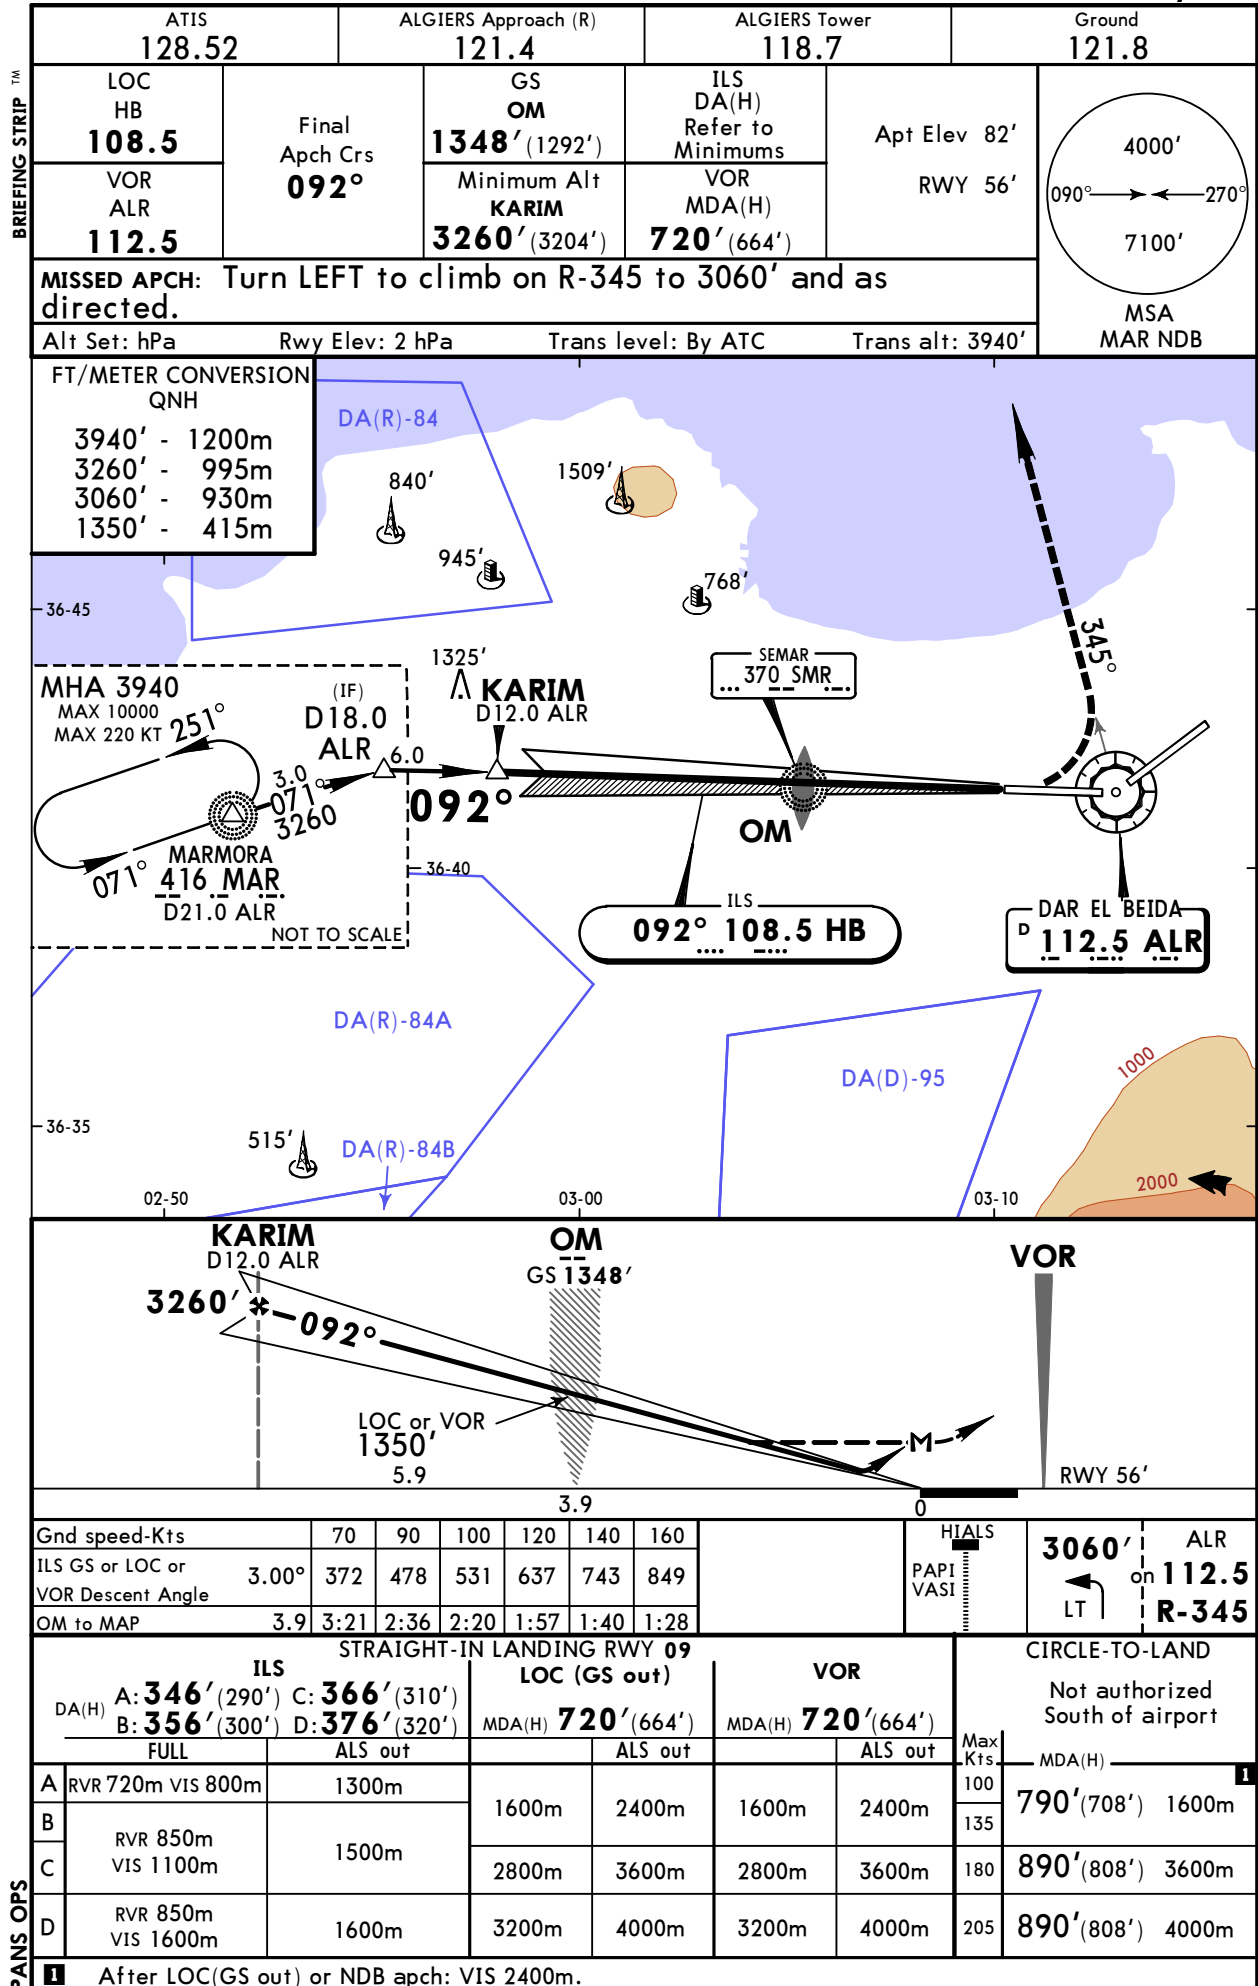 ATIS
128.52
ALGIERS Approach (R)
121.4
ALGIERS Tower
118.7
Ground
121.8
BRIEFING STRIP TM
LOC
HB
108.5
Final
Apch Crs
092°
GS
OM
1348' (1292')
ILS
DA(H)
Refer to
Minimums
Apt Elev 82'
RWY 56'
VOR
ALR
112.5
Minimum Alt
KARIM
3260' (3204')
VOR
MDA(H)
720' (664')
4000'
090° 270°
7100'
MSA
MAR NDB
MISSED APCH: Turn LEFT to climb on R-345 to 3060' and as
directed.
Alt Set: hPa Rwy Elev: 2 hPa Trans level: By ATC Trans alt: 3940'
FT/METER CONVERSION
QNH
3940' - 1200m
3260' - 995m
3060' - 930m
1350' - 415m
DA(R)-84
840'
1509'
945'
768'
36-45
345°
MHA 3940
MAX 10000
MAX 220 KT
251°
(IF)
D18.0
ALR
1325'
KARIM
D12.0 ALR
SEMAR
370 SMR
6.0
3.0
071°
3260
092°
OM
071°
MARMORA
416 MAR
D21.0 ALR
NOT TO SCALE
36-40
ILS
092° 108.5 HB
DAR EL BEIDA
D 112.5 ALR
DA(R)-84A
DA(D)-95
1000
36-35
515'
DA(R)-84B
2000
02-50
03-00
03-10
KARIM
D12.0 ALR
OM
GS 1348'
VOR
3260'
092°
LOC or VOR
1350'
M
5.9
RWY 56'
3.9
0
Gnd speed-Kts 70 90 100 120 140 160
ILS GS or LOC or
VOR Descent Angle 3.00° 372 478 531 637 743 849
OM to MAP 3.9 3:21 2:36 2:20 1:57 1:40 1:28
HIALS
PAPI
VASI
3060'
LT
on
ALR
112.5
R-345
STRAIGHT-IN LANDING RWY 09
CIRCLE-TO-LAND
ILS
LOC (GS out)
VOR
Not authorized
South of airport
DA(H)
A: 346' (290') C: 366' (310')
B: 356' (300') D: 376' (320')
MDA(H) 720' (664')
MDA(H) 720' (664')
FULL ALS out ALS out ALS out
Max
Kts
MDA(H)
1
A RVR 720m VIS 800m 1300m
1600m 2400m 1600m 2400m
100
790' (708') 1600m
B
135
RVR 850m
VIS 1100m
1500m
C
2800m 3600m 2800m 3600m 180 890' (808') 3600m
D
RVR 850m
VIS 1600m
1600m 3200m 4000m 3200m 4000m 205 890' (808') 4000m
PANS OPS
1 After LOC(GS out) or NDB apch: VIS 2400m.